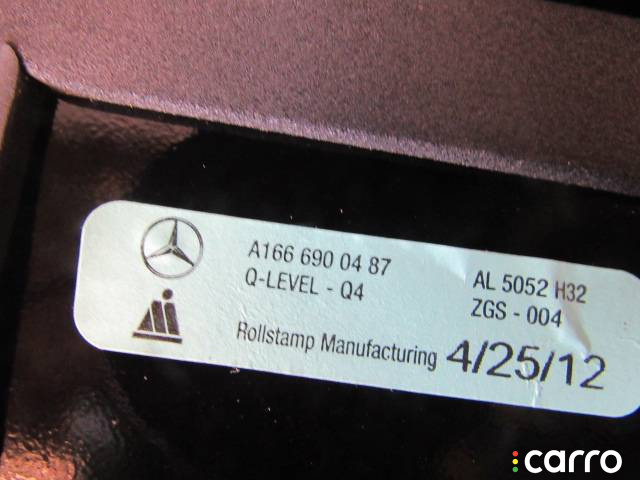 A166 690 04 87
Q-LEVEL - Q4
AL 5052 H32
ZGS - 004
Rollstamp Manufacturing 4/25/12
carro